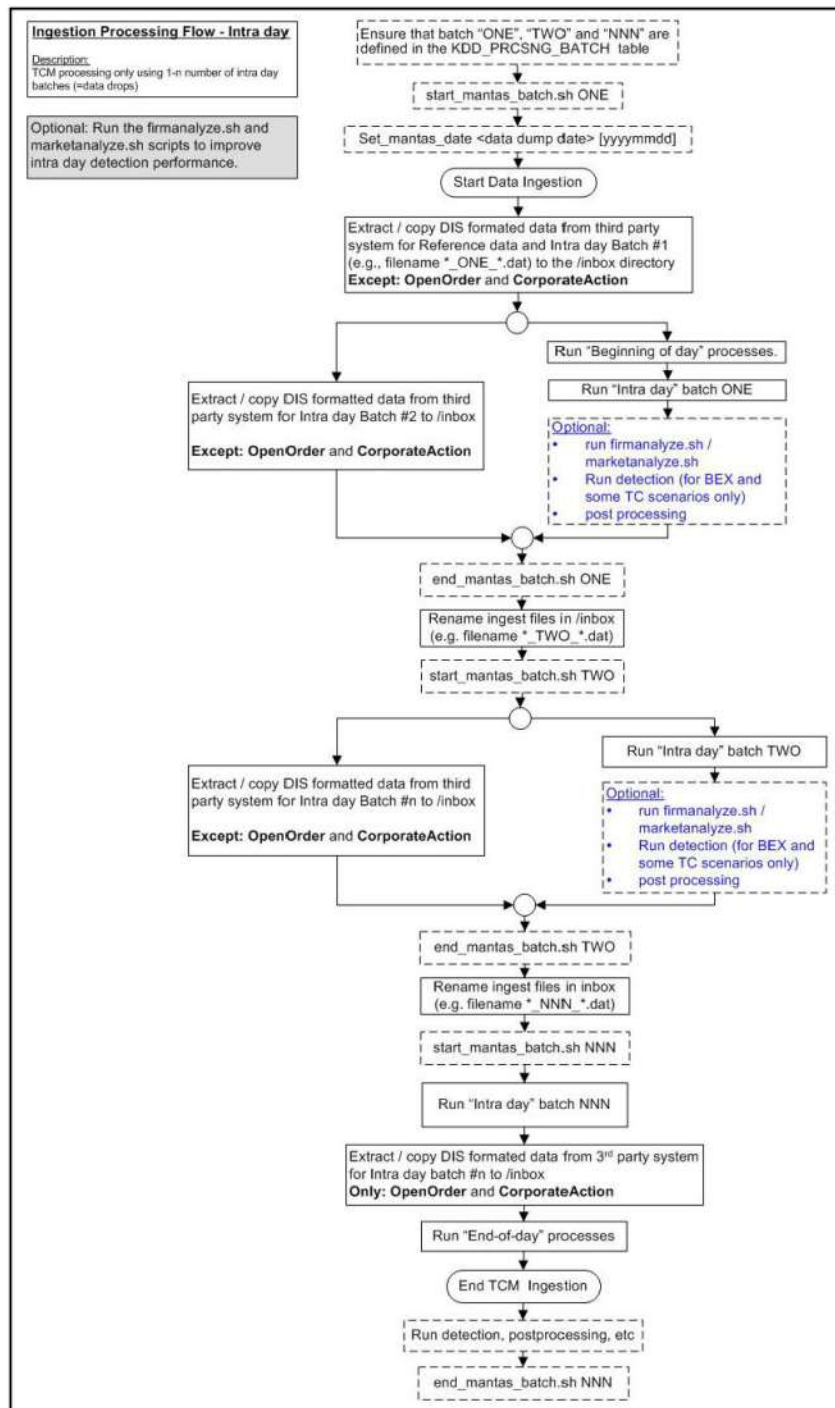 Ingestion Processing Flow - Intra day
Description:
TCM processing only using 1-n number of intra day
batches (=data drops)
Optional: Run the firmanalyze.sh and
marketanalyze.sh scripts to improve
intra day detection performance.
Ensure that batch “ONE”, “TWO” and “NNN” are
defined in the KDD_PRCSNG_BATCH table
start_mantas_batch.sh ONE
Set_mantas_date <data dump date> [yyyymmdd]
Start Data Ingestion
Extract / copy DIS formated data from third party
system for Reference data and Intra day Batch #1
(e.g., filename *_ONE_*.dat) to the /inbox directory
Except: OpenOrder and CorporateAction
Run “Beginning of day” processes.
Run “Intra day” batch ONE
Extract / copy DIS formatted data from third
party system for Intra day Batch #2 to /inbox
Except: OpenOrder and CorporateAction
Optional:
• run firmanalyze.sh /
marketanalyze.sh
• Run detection (for BEX and
some TC scenarios only)
• post processing
end_mantas_batch.sh ONE
Rename ingest files in /inbox
(e.g. filename *_TWO_*.dat)
start_mantas_batch.sh TWO
Run “Intra day” batch TWO
Extract / copy DIS formatted data from third
party system for Intra day Batch #n to /inbox
Except: OpenOrder and CorporateAction
Optional:
• run firmanalyze.sh /
marketanalyze.sh
• Run detection (for BEX and
some TC scenarios only)
• post processing
end_mantas_batch.sh TWO
Rename ingest files in inbox
(e.g. filename *_NNN_*.dat)
start_mantas_batch.sh NNN
Run “Intra day” batch NNN
Extract / copy DIS formated data from 3rd party system
for Intra day batch #n to /inbox
Only: OpenOrder and CorporateAction
Run “End-of-day” processes
End TCM Ingestion
Run detection, postprocessing, etc
end_mantas_batch.sh NNN